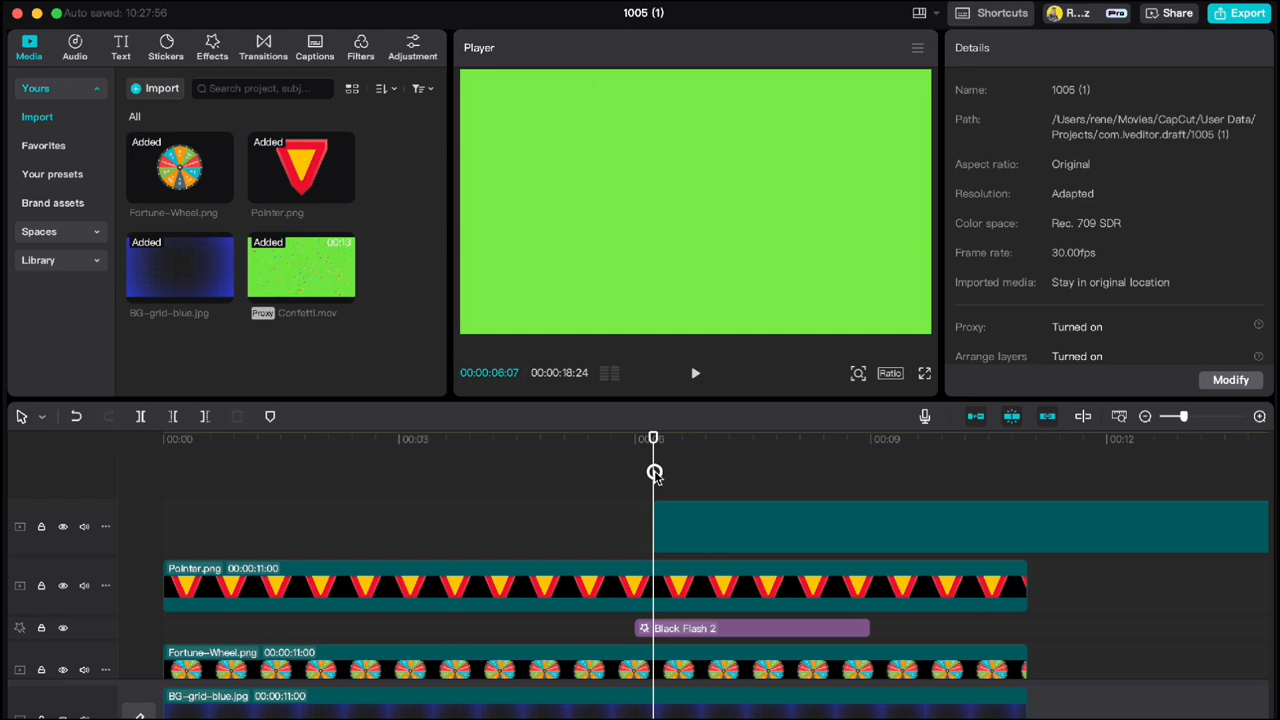 Auto saved: 10:27:56
1005 (1)
Shortcuts
R...z
Pro
Share
Export
Media
Audio
Text
Stickers
Effects
Transitions
Captions
Filters
Adjustment
Player
Details
Yours
Import
Search project, subj...
Import
All
Favorites
Your presets
Brand assets
Spaces
Library
Added
Added
Fortune-Wheel.png
Pointer.png
Added
Added
00:13
BG-grid-blue.jpg
Proxy
Confetti.mov
00:00:06:07
00:00:18:24
Ratio
Name:
1005 (1)
Path:
/Users/rene/Movies/CapCut/User Data/
Projects/com.lveditor.draft/1005 (1)
Aspect ratio:
Original
Resolution:
Adapted
Color space:
Rec. 709 SDR
Frame rate:
30.00fps
Imported media:
Stay in original location
Proxy:
Turned on
Arrange layers
Turned on
Modify
00:00
00:03
00:09
00:12
Pointer.png 00:00:11:00
Black Flash 2
Fortune-Wheel.png 00:00:11:00
BG-grid-blue.jpg 00:00:11:00